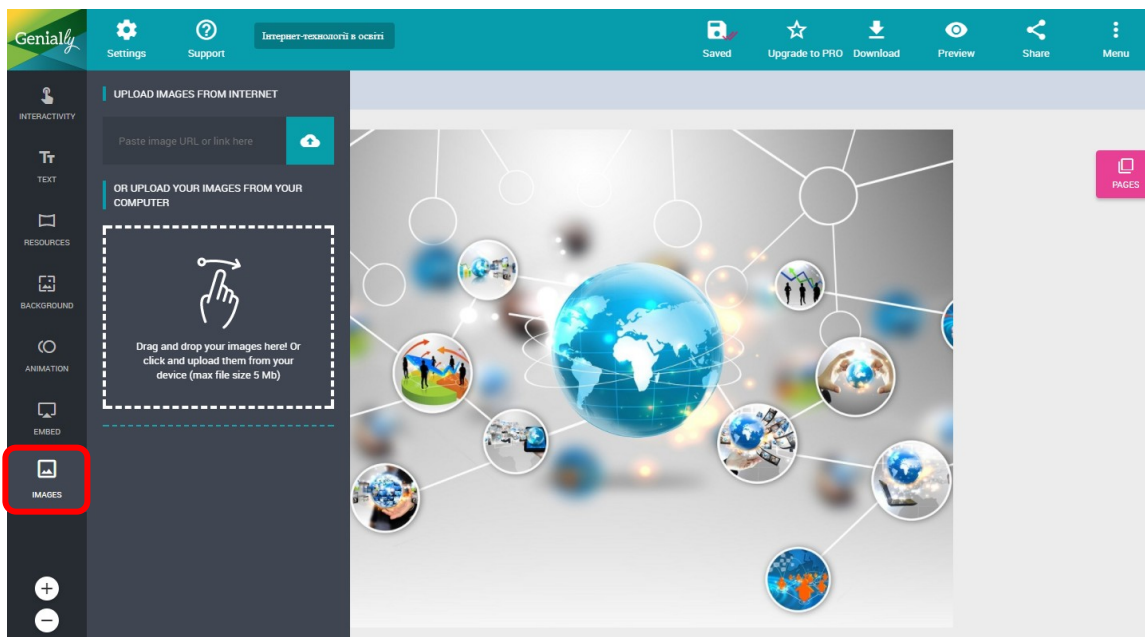 Genially
Settings
Support
Інтернет-технології в освіті
Saved
Upgrade to PRO
Download
Preview
Share
Menu
INTERACTIVITY
TEXT
RESOURCES
BACKGROUND
ANIMATION
EMBED
IMAGES
UPLOAD IMAGES FROM INTERNET
Paste image URL or link here
OR UPLOAD YOUR IMAGES FROM YOUR
COMPUTER
Drag and drop your images here! Or
click and upload them from your
device (max file size 5 Mb)
PAGES